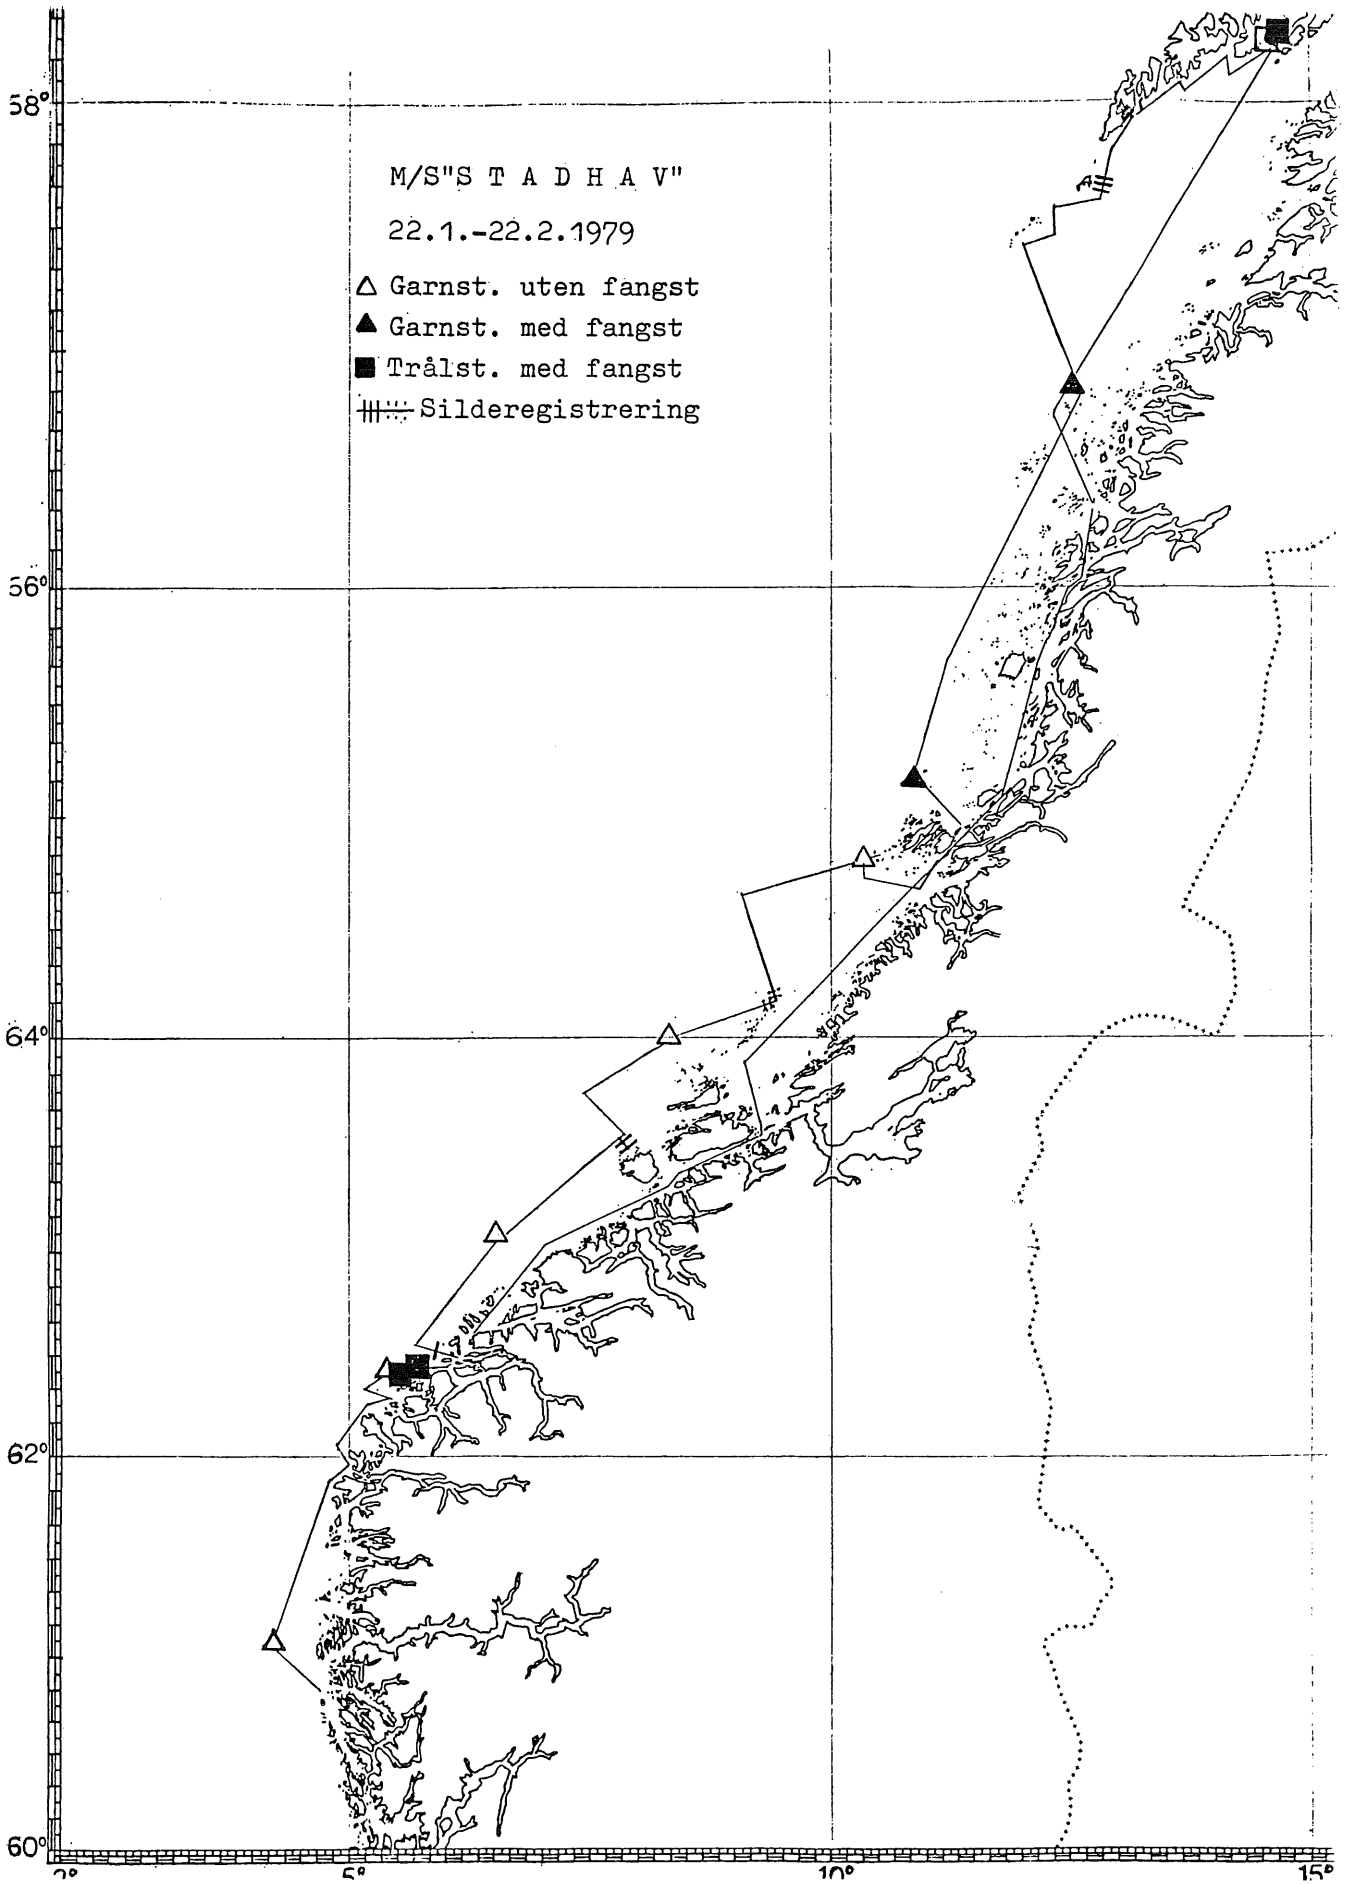 58°
M/S"S T A D H A V"
22.1.-22.2.1979
△ Garnst. uten fangst
▲ Garnst. med fangst
■ Trålst. med fangst
Silderegistrering
56°
64°
62°
60°
5°
10°
15°